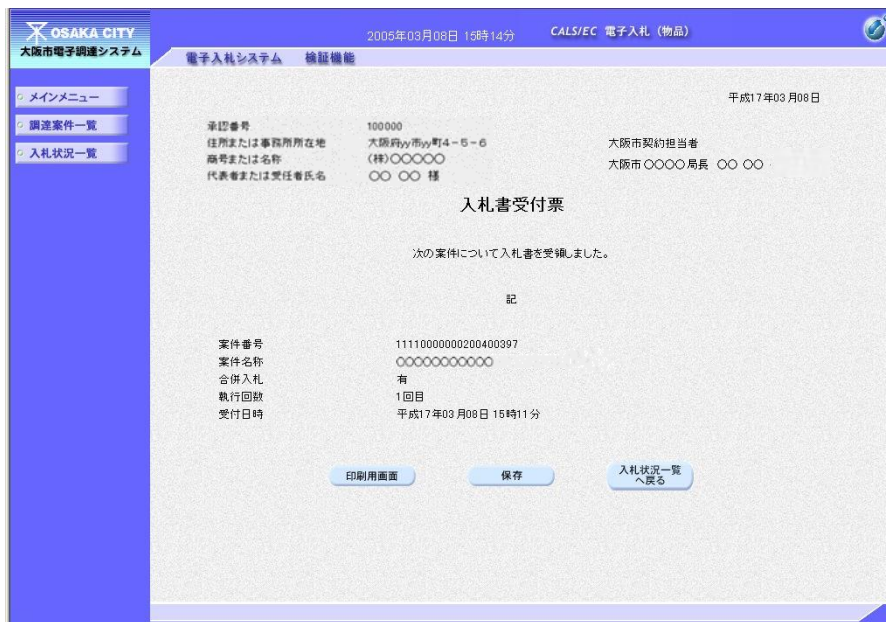 OSAKA CITY
大阪市電子調達システム
2005年03月08日 15時14分
CALS/EC 電子入札（物品）
電子入札システム 検証機能
メインメニュー
調達案件一覧
入札状況一覧
平成17年03月08日
承認番号 100000
住所または事務所所在地 大阪府yy市yy町4-5-6
商号または名称 (株)○○○○○
代表者または受任者氏名 ○○ ○○ 様
大阪市契約担当者
大阪市○○○○局長 ○○ ○○
入札書受付票
次の案件について入札書を受領しました。
記
案件番号 11110000000200400397
案件名称 ○○○○○○○○○○○
合併入札 有
執行回数 1回目
受付日時 平成17年03月08日 15時11分
印刷用画面
保存
入札状況一覧
へ戻る